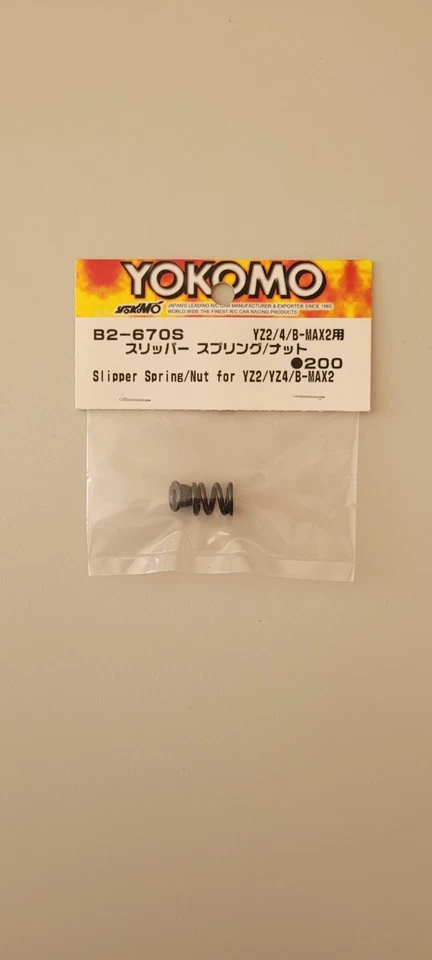 YOKOMO
YOKOMO
JAPAN'S LEADING R/C CAR MANUFACTURER & EXPORTER SINCE 1980
WORLD WIDE THE FINEST R/C CAR RACING PRODUCTS
B2-670S YZ2/4/B-MAX2用
スリッパー スプリング/ナット
●200
Slipper Spring/Nut for YZ2/YZ4/B-MAX2